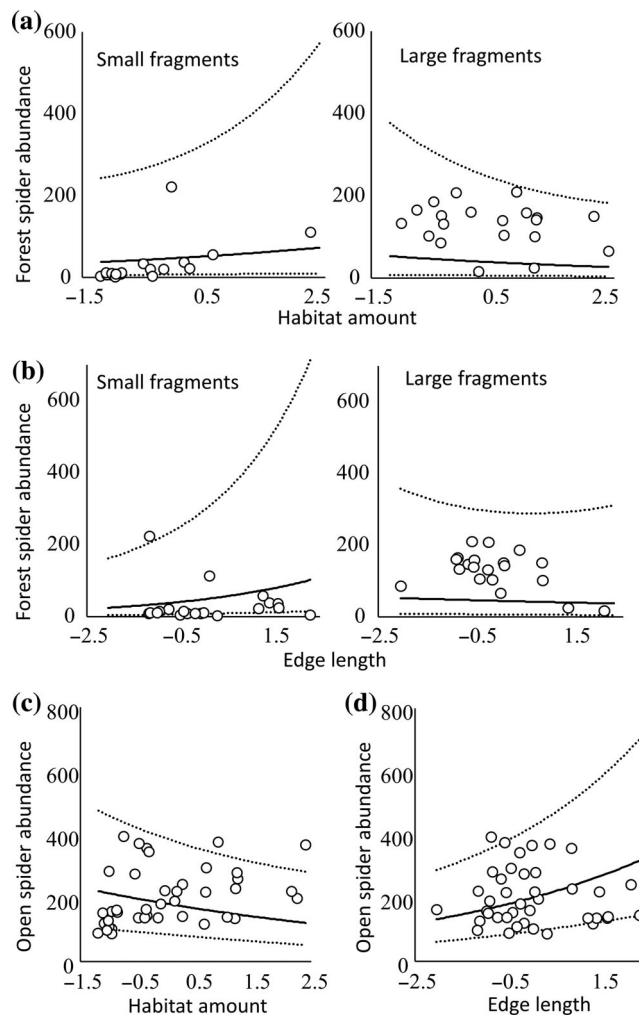 (a)
600
400
200
0
Forest spider abundance
Small fragments
Large fragments
−1.5 0.5 2.5 −1.5 0.5 2.5
Habitat amount
(b)
600
400
200
0
Forest spider abundance
Small fragments
600
400
200
0
Large fragments
−2.5 −0.5 1.5 −2.5 −0.5 1.5
Edge length
(c)
800
600
400
200
0
Open spider abundance
−1.5 −0.5 0.5 1.5 2.5
Habitat amount
(d)
800
600
400
200
0
Open spider abundance
−2.5 −0.5 1.5
Edge length